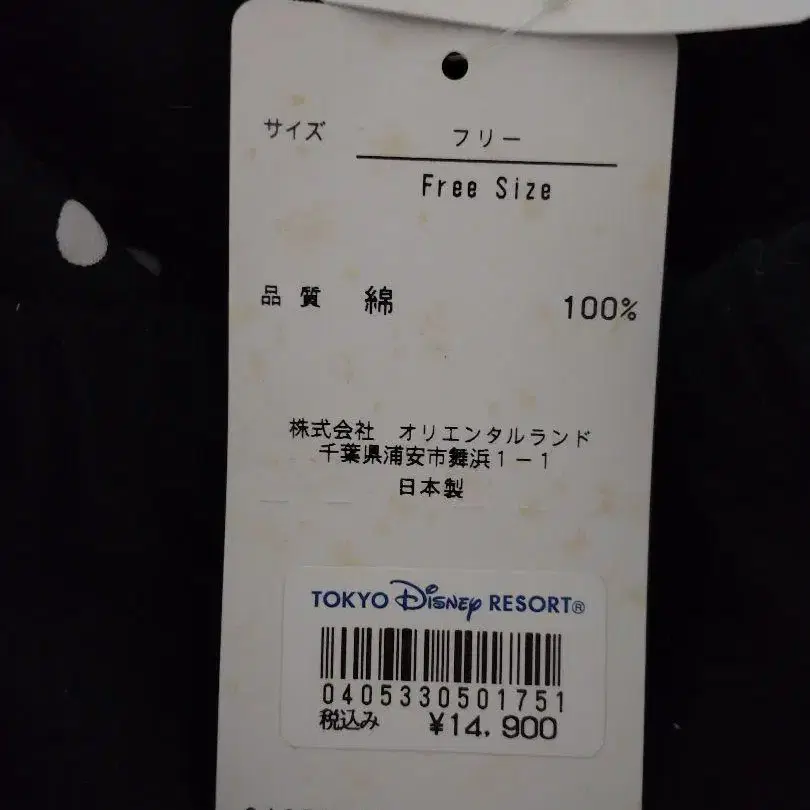 サイズ フリー
Free Size
品質 綿 100%
株式会社 オリエンタルランド
千葉県浦安市舞浜1-1
日本製
TOKYO Disney RESORT®
0405330501751
税込み ¥14,900